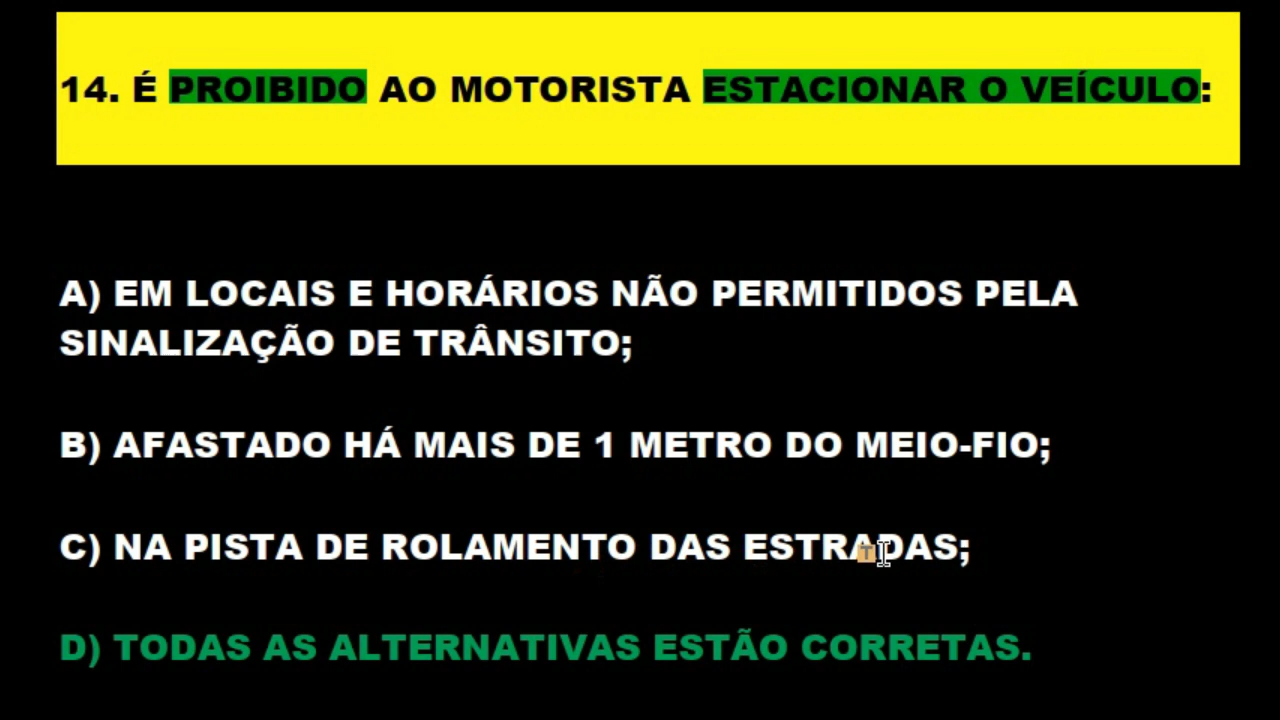 14. É PROIBIDO AO MOTORISTA ESTACIONAR O VEÍCULO:
A) EM LOCAIS E HORÁRIOS NÃO PERMITIDOS PELA
SINALIZAÇÃO DE TRÂNSITO;
B) AFASTADO HÁ MAIS DE 1 METRO DO MEIO-FIO;
C) NA PISTA DE ROLAMENTO DAS ESTRADAS;
D) TODAS AS ALTERNATIVAS ESTÃO CORRETAS.